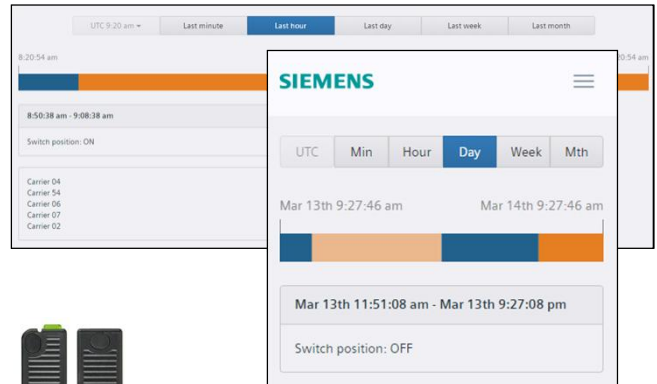 UTC 9:20 am Last minute Last hour Last day Last week Last month
8:20:54 am
20:54 am
8:50:38 am - 9:08:38 am
Switch position: ON
Carrier 04
Carrier 54
Carrier 06
Carrier 07
Carrier 02
SIEMENS
UTC Min Hour Day Week Mth
Mar 13th 9:27:46 am Mar 14th 9:27:46 am
Mar 13th 11:51:08 am - Mar 13th 9:27:08 pm
Switch position: OFF